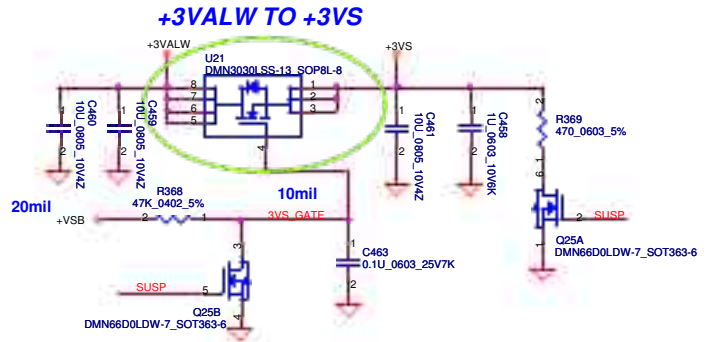 +3VALW TO +3VS
+3VALW
U21
DMN3030LSS-13_SOP8L-8
+3VS
8
7
6
5
1
2
3
4
1
2
C460
10U_0805_10V4Z
1
2
C459
10U_0805_10V4Z
1
2
C461
10U_0805_10V4Z
1
2
C458
1U_0603_10V6K
2
1
R369
470_0603_5%
6
1
2
SUSP
Q25A
DMN66D0LDW-7_SOT363-6
20mil
+VSB
2
R368
47K_0402_5%
1
10mil
3VS_GATE
1
2
C463
0.1U_0603_25V7K
3
SUSP
5
4
Q25B
DMN66D0LDW-7_SOT363-6